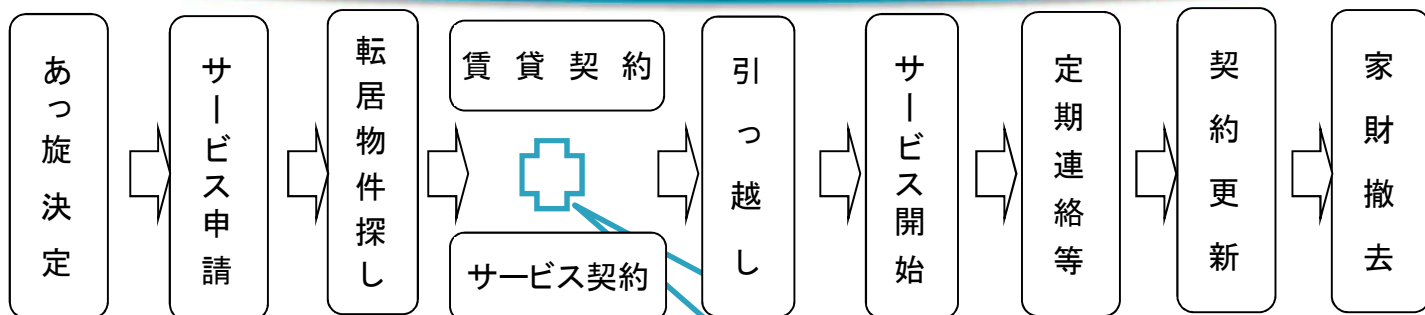 あっ旋決定
サービス申請
転居物件探し
賃貸契約
サービス契約
引っ越し
サービス開始
定期連絡等
契約更新
家財撤去